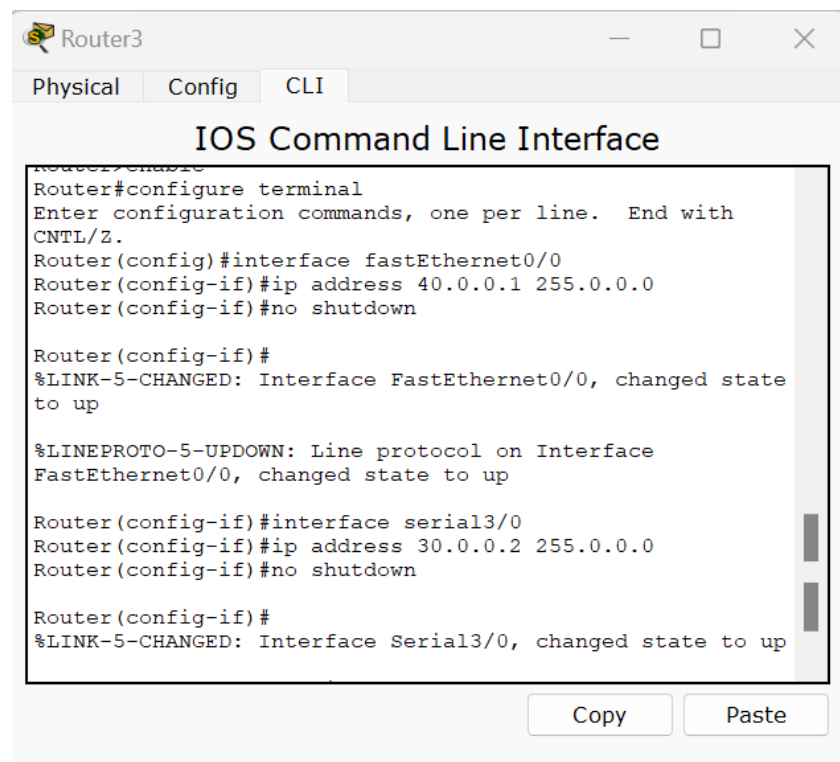 Router3
Physical Config CLI
IOS Command Line Interface
Router>enable
Router#configure terminal
Enter configuration commands, one per line.  End with
CNTL/Z.
Router(config)#interface fastEthernet0/0
Router(config-if)#ip address 40.0.0.1 255.0.0.0
Router(config-if)#no shutdown
Router(config-if)#
%LINK-5-CHANGED: Interface FastEthernet0/0, changed state
to up
%LINEPROTO-5-UPDOWN: Line protocol on Interface
FastEthernet0/0, changed state to up
Router(config-if)#interface serial3/0
Router(config-if)#ip address 30.0.0.2 255.0.0.0
Router(config-if)#no shutdown
Router(config-if)#
%LINK-5-CHANGED: Interface Serial3/0, changed state to up
Copy Paste